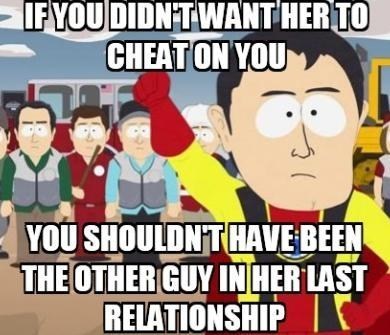 IF YOU DIDN'T WANT HER TO
CHEAT ON YOU
YOU SHOULDN'T HAVE BEEN
THE OTHER GUY IN HER LAST
RELATIONSHIP